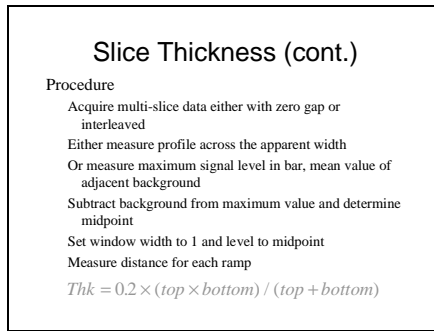 Slice Thickness (cont.)
Procedure
Acquire multi-slice data either with zero gap or
interleaved
Either measure profile across the apparent width
Or measure maximum signal level in bar, mean value of
adjacent background
Subtract background from maximum value and determine
midpoint
Set window width to 1 and level to midpoint
Measure distance for each ramp
Thk = 0.2 × (top × bottom) / (top + bottom)